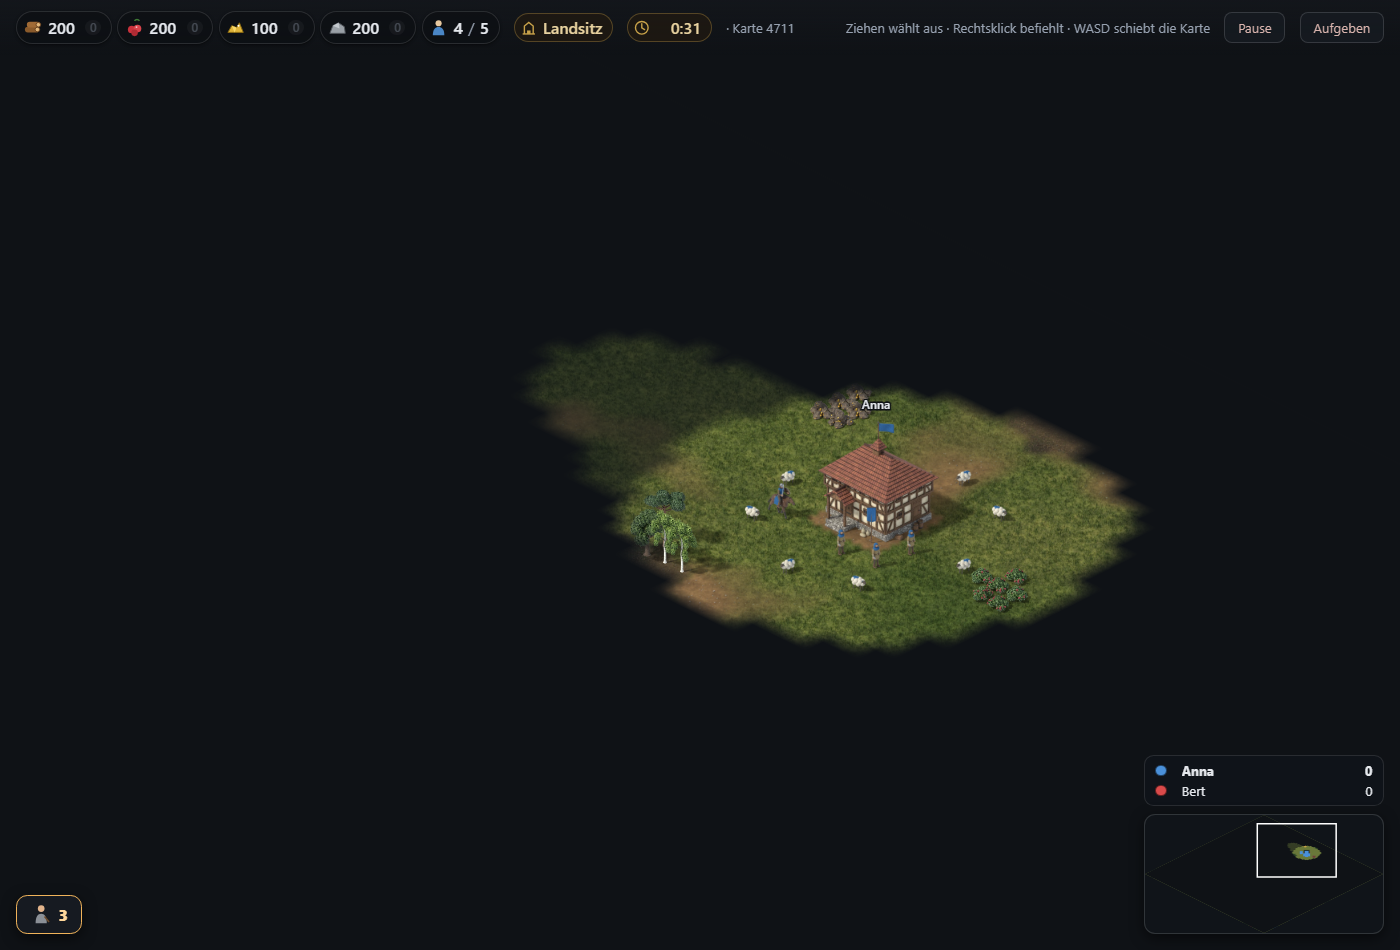 200 0 200 0 100 0 200 0 4 / 5 Landsitz 0:31 · Karte 4711 Ziehen wählt aus · Rechtsklick befiehlt · WASD schiebt die Karte Pause Aufgeben
Anna
Anna 0
Bert 0
3